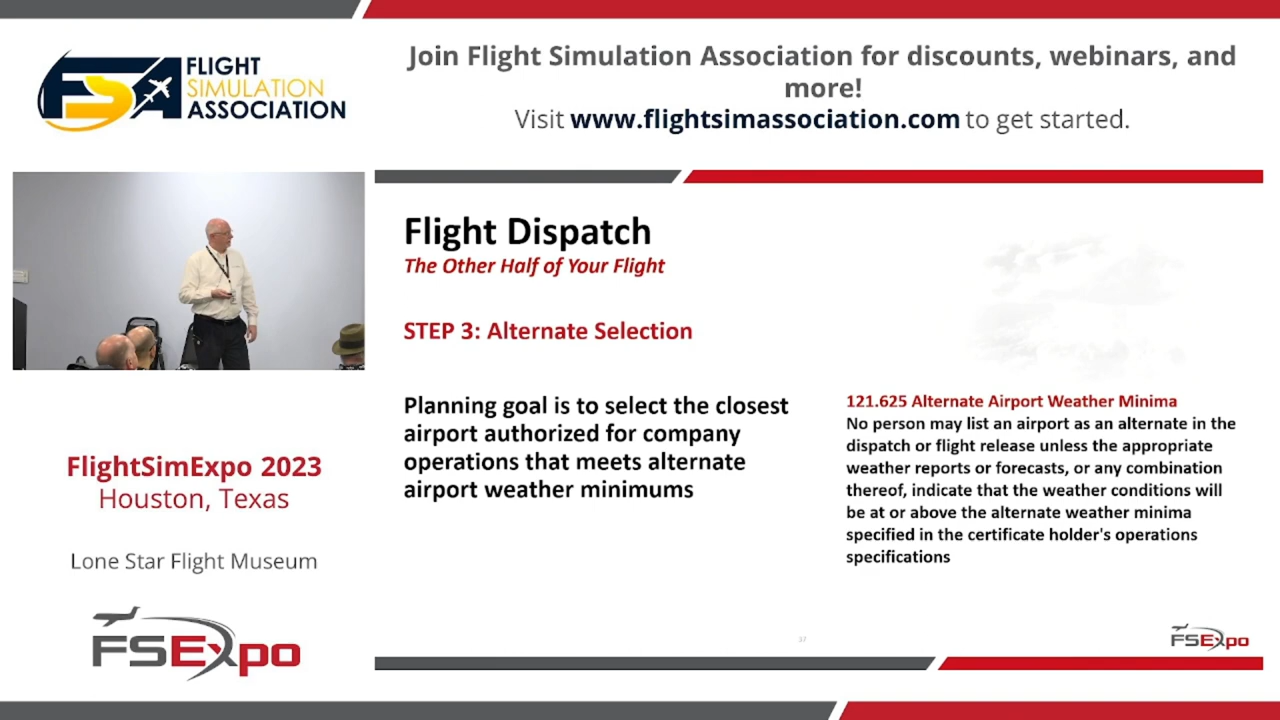 FLIGHT
SIMULATION
ASSOCIATION
Join Flight Simulation Association for discounts, webinars, and
more!
Visit www.flightsimassociation.com to get started.
Flight Dispatch
The Other Half of Your Flight
STEP 3: Alternate Selection
Planning goal is to select the closest
airport authorized for company
operations that meets alternate
airport weather minimums
121.625 Alternate Airport Weather Minima
No person may list an airport as an alternate in the
dispatch or flight release unless the appropriate
weather reports or forecasts, or any combination
thereof, indicate that the weather conditions will
be at or above the alternate weather minima
specified in the certificate holder's operations
specifications
37
FSExpo
FlightSimExpo 2023
Houston, Texas
Lone Star Flight Museum
FSExpo